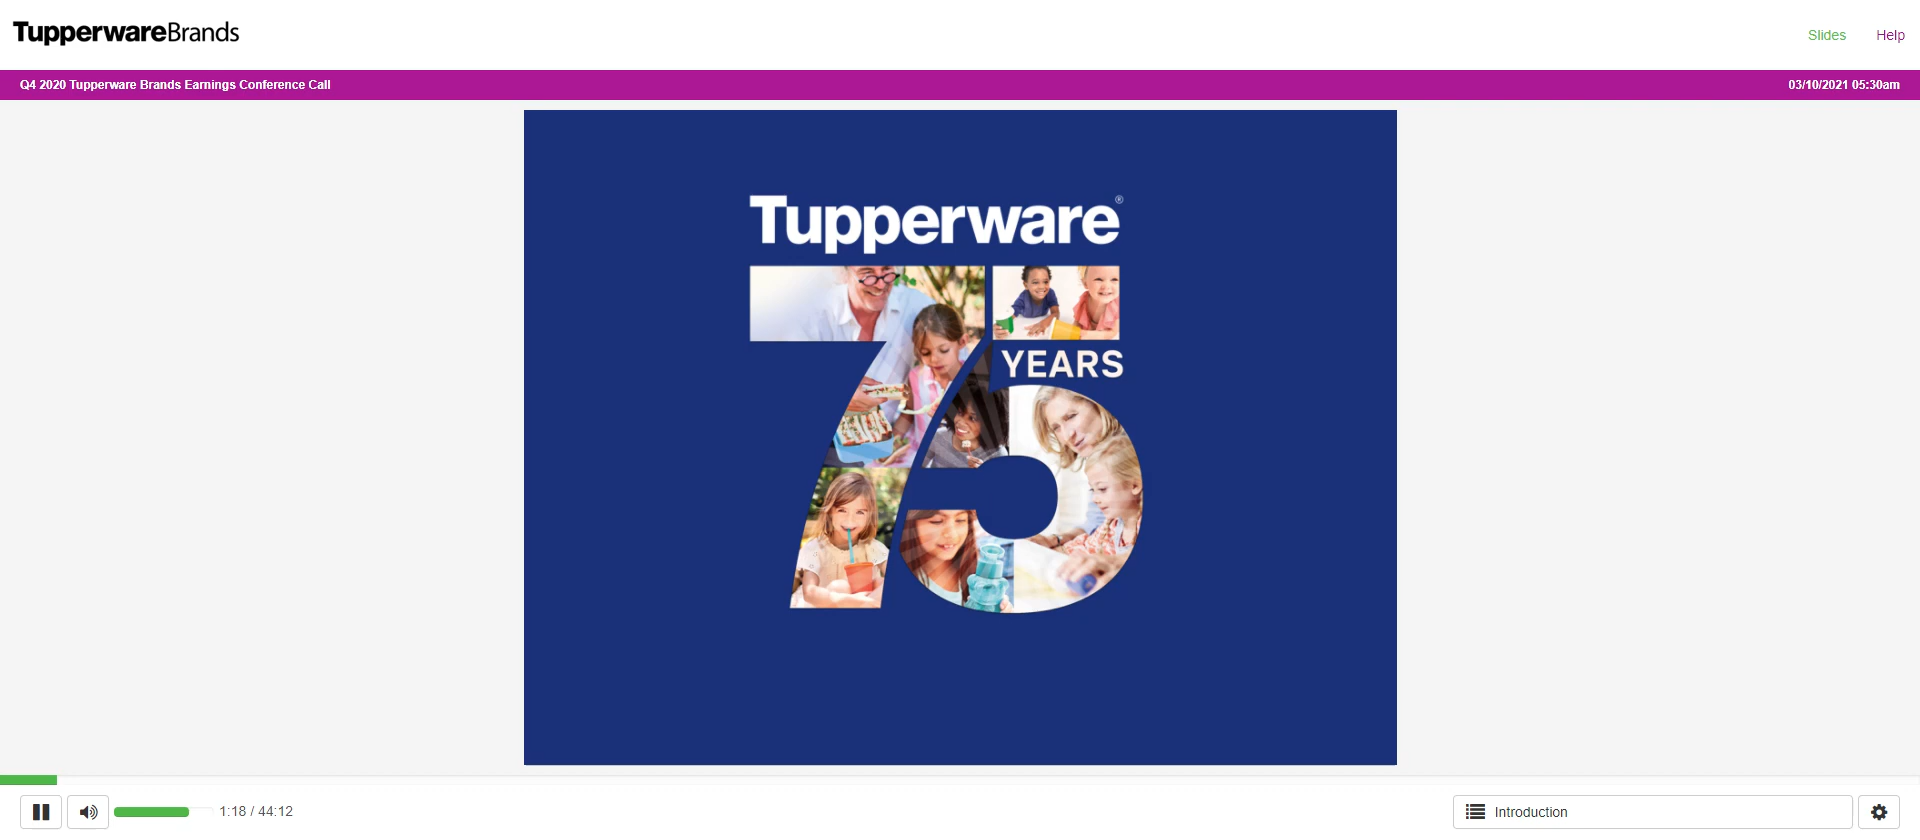 TupperwareBrands
Slides Help
Q4 2020 Tupperware Brands Earnings Conference Call 03/10/2021 05:30am
Tupperware®
75
YEARS
1:18 / 44:12 Introduction